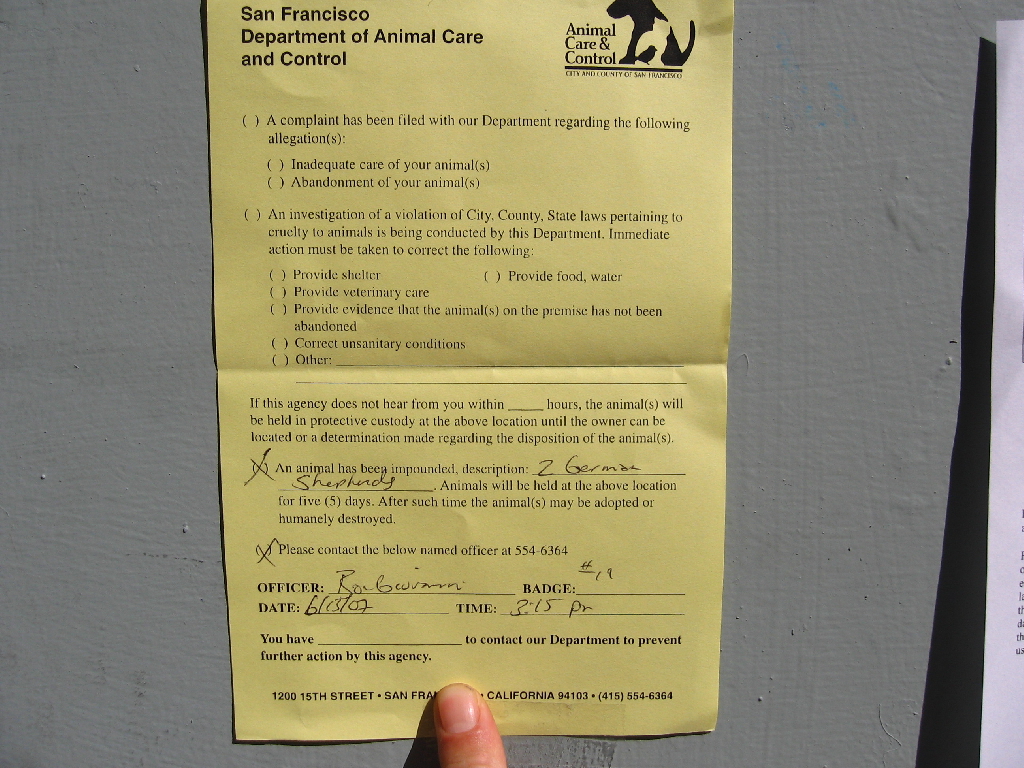 San Francisco
Department of Animal Care
and Control
Animal
Care &
Control
CITY AND COUNTY OF SAN FRANCISCO
( ) A complaint has been filed with our Department regarding the following
allegation(s):
( ) Inadequate care of your animal(s)
( ) Abandonment of your animal(s)
( ) An investigation of a violation of City, County, State laws pertaining to
cruelty to animals is being conducted by this Department. Immediate
action must be taken to correct the following:
( ) Provide shelter ( ) Provide food, water
( ) Provide veterinary care
( ) Provide evidence that the animal(s) on the premise has not been
abandoned
( ) Correct unsanitary conditions
( ) Other:
If this agency does not hear from you within _____ hours, the animal(s) will
be held in protective custody at the above location until the owner can be
located or a determination made regarding the disposition of the animal(s).
(X) An animal has been impounded, description: 2 German
Shepherds. Animals will be held at the above location
for five (5) days. After such time the animal(s) may be adopted or
humanely destroyed.
(X) Please contact the below named officer at 554-6364
OFFICER: BADGE: #19
DATE: 6/13/07 TIME: 3:15 pm
You have ____________________ to contact our Department to prevent
further action by this agency.
1200 15TH STREET • SAN FRA • CALIFORNIA 94103 • (415) 554-6364